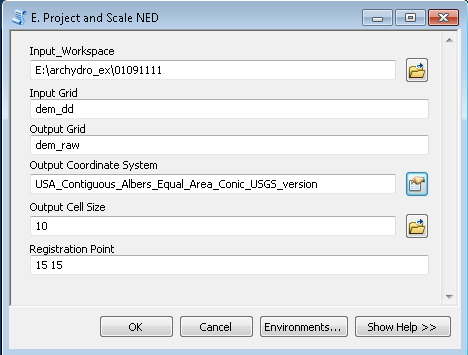 E. Project and Scale NED
Input_Workspace
E:\archydro_ex\01091111
Input Grid
dem_dd
Output Grid
dem_raw
Output Coordinate System
USA_Contiguous_Albers_Equal_Area_Conic_USGS_version
Output Cell Size
10
Registration Point
15 15
OK Cancel Environments... Show Help >>